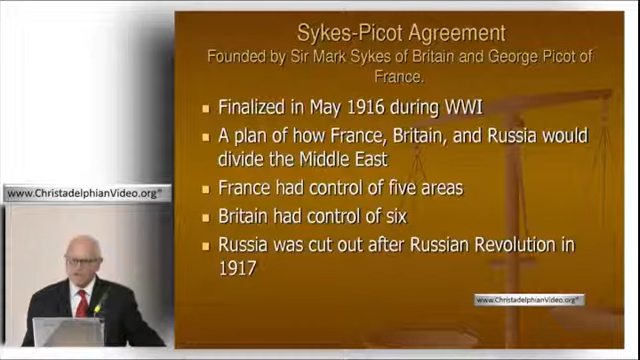 Sykes-Picot Agreement
Founded by Sir Mark Sykes of Britain and George Picot of
France.
Finalized in May 1916 during WWI
A plan of how France, Britain, and Russia would
divide the Middle East
France had control of five areas
Britain had control of six
Russia was cut out after Russian Revolution in
1917
www.ChristadelphianVideo.org®
www.ChristadelphianVideo.org®